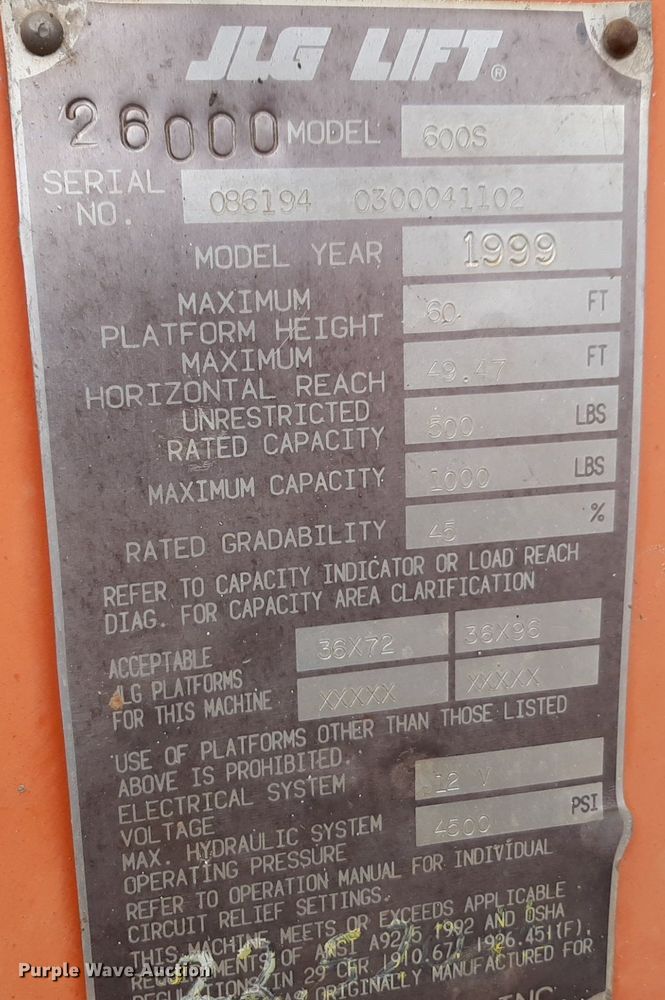 JLG LIFT®
26000 MODEL 600S
SERIAL NO. 086194 0300041102
MODEL YEAR 1999
MAXIMUM PLATFORM HEIGHT 60 FT
MAXIMUM HORIZONTAL REACH 49.47 FT
UNRESTRICTED RATED CAPACITY 500 LBS
MAXIMUM CAPACITY 1000 LBS
RATED GRADABILITY 45 %
REFER TO CAPACITY INDICATOR OR LOAD REACH
DIAG. FOR CAPACITY AREA CLARIFICATION
ACCEPTABLE 36X72 36X96
JLG PLATFORMS
FOR THIS MACHINE XXXXX XXXXX
USE OF PLATFORMS OTHER THAN THOSE LISTED
ABOVE IS PROHIBITED.
ELECTRICAL SYSTEM
VOLTAGE 12 V
MAX. HYDRAULIC SYSTEM
OPERATING PRESSURE 4500 PSI
REFER TO OPERATION MANUAL FOR INDIVIDUAL
CIRCUIT RELIEF SETTINGS.
THIS MACHINE MEETS OR EXCEEDS APPLICABLE
REQUIREMENTS OF ANSI A92.5 1992 AND OSHA
REGULATIONS IN 29 CFR 1910.67, 1926.451(F),
ORIGINALLY MANUFACTURED FOR
INC.
Purple Wave Auction